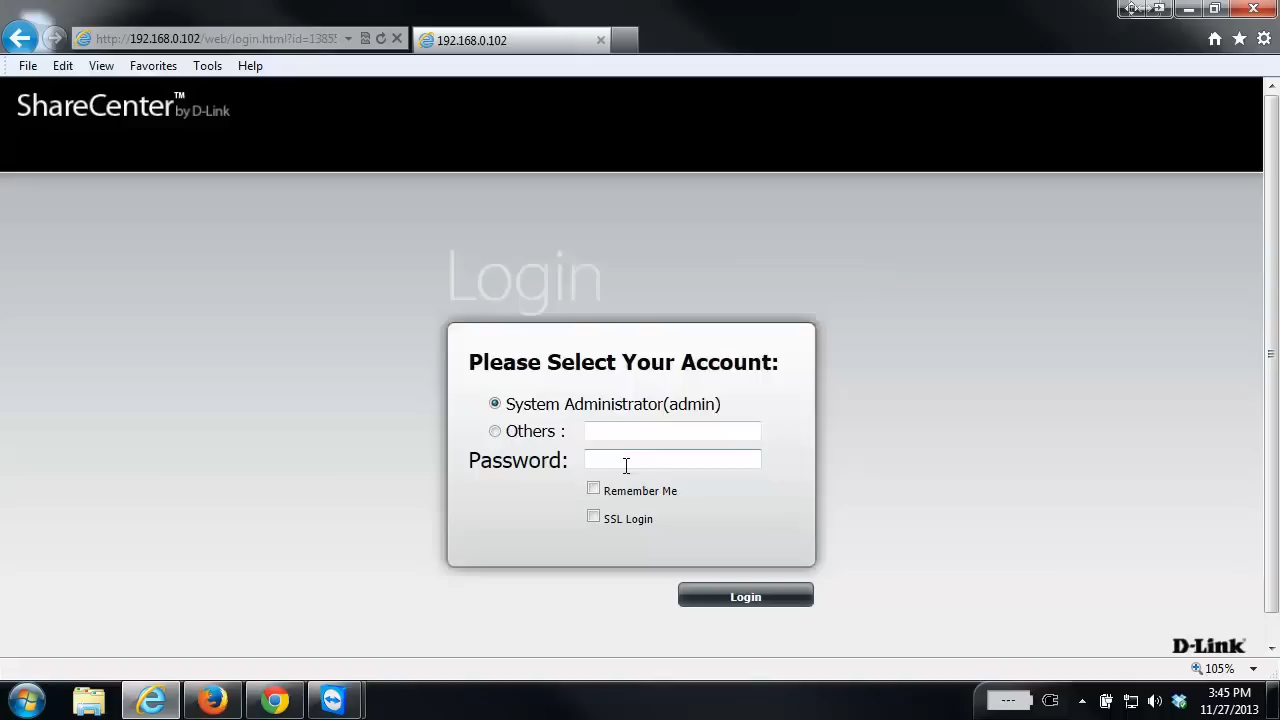 http://192.168.0.102/web/login.html?id=1385
192.168.0.102
File Edit View Favorites Tools Help
ShareCenter™ by D-Link
Login
Please Select Your Account:
System Administrator(admin)
Others :
Password:
Remember Me
SSL Login
Login
D-Link
105%
3:45 PM
11/27/2013